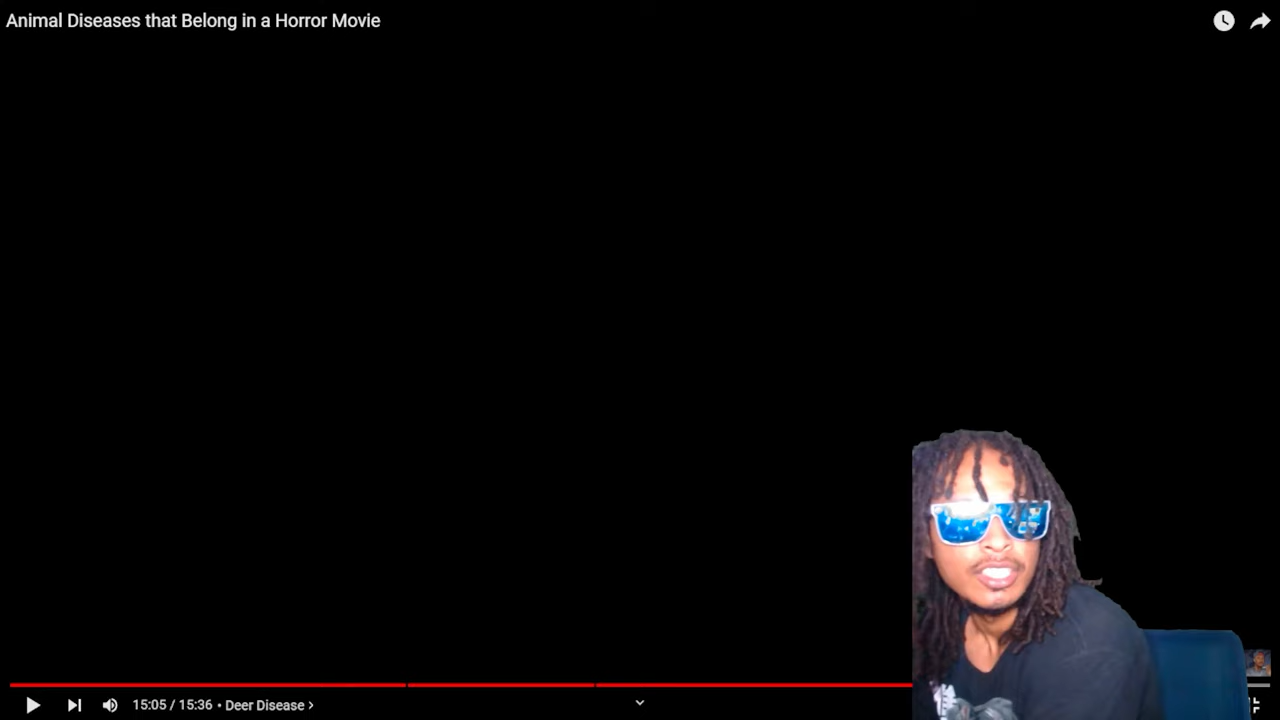 Animal Diseases that Belong in a Horror Movie
15:05 / 15:36 • Deer Disease ›